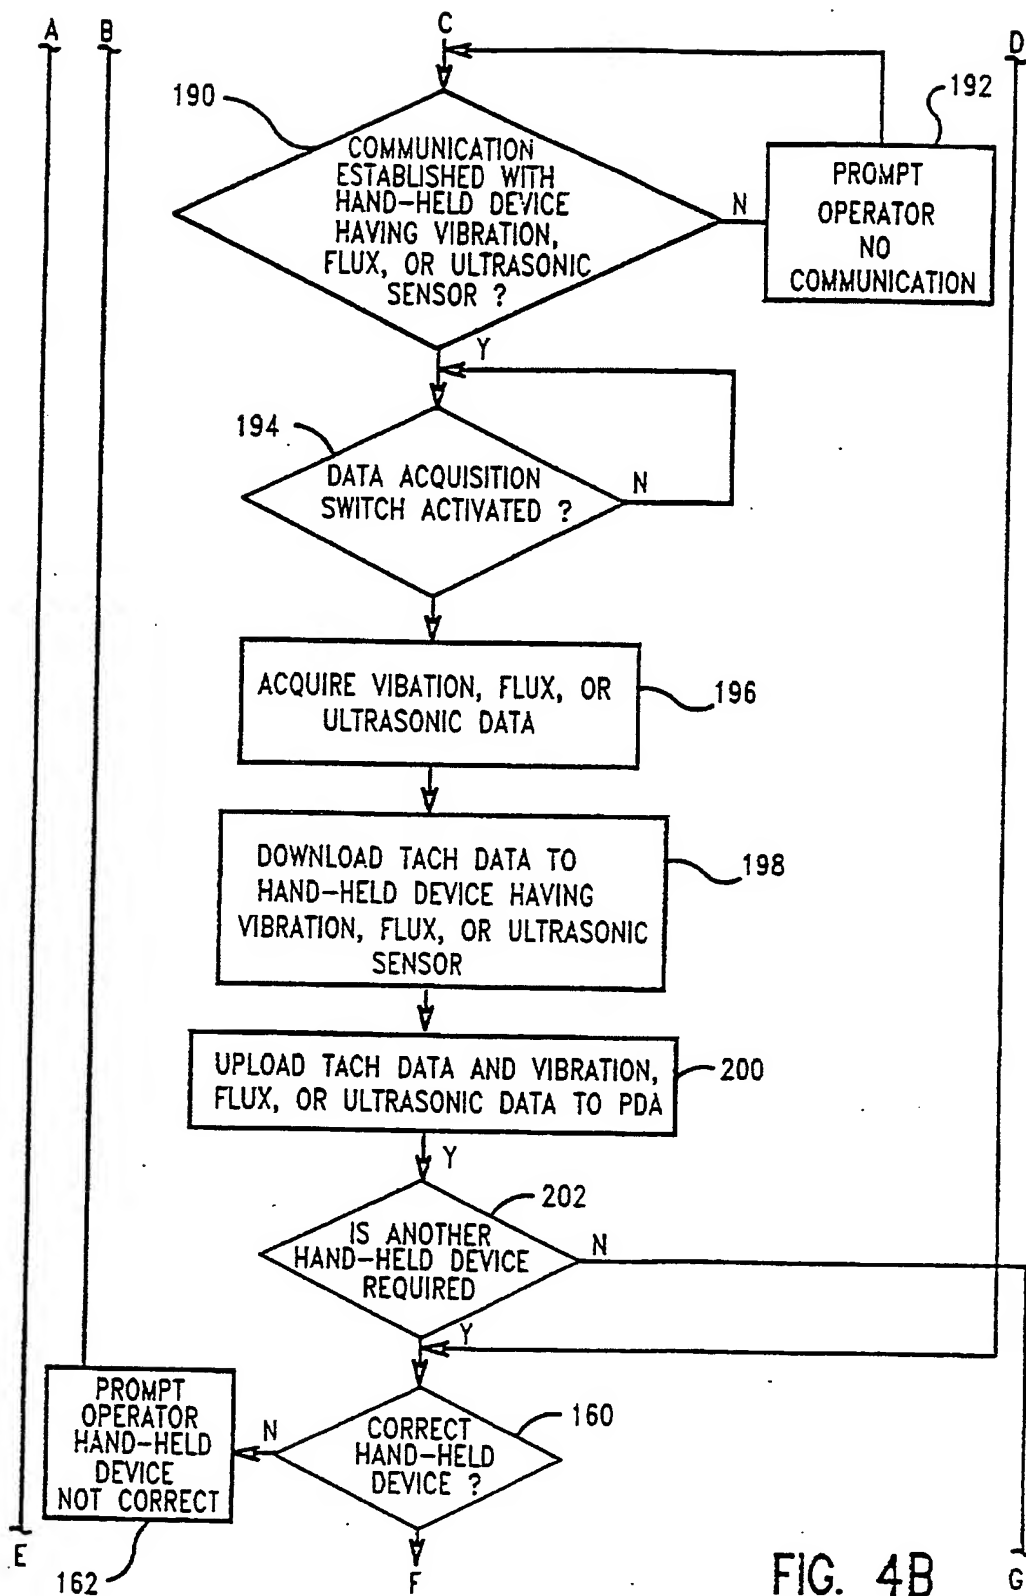 A
B
C
D
190
192
COMMUNICATION
ESTABLISHED WITH
HAND-HELD DEVICE
HAVING VIBRATION,
FLUX, OR ULTRASONIC
SENSOR ?
N
PROMPT
OPERATOR
NO
COMMUNICATION
Y
194
DATA ACQUISITION
SWITCH ACTIVATED ?
N
ACQUIRE VIBATION, FLUX, OR
ULTRASONIC DATA
196
DOWNLOAD TACH DATA TO
HAND-HELD DEVICE HAVING
VIBRATION, FLUX, OR ULTRASONIC
SENSOR
198
UPLOAD TACH DATA AND VIBRATION,
FLUX, OR ULTRASONIC DATA TO PDA
200
Y
202
IS ANOTHER
HAND-HELD DEVICE
REQUIRED
N
Y
PROMPT
OPERATOR
HAND-HELD
DEVICE
NOT CORRECT
N
CORRECT
HAND-HELD
DEVICE ?
160
E
162
F
FIG. 4B
G